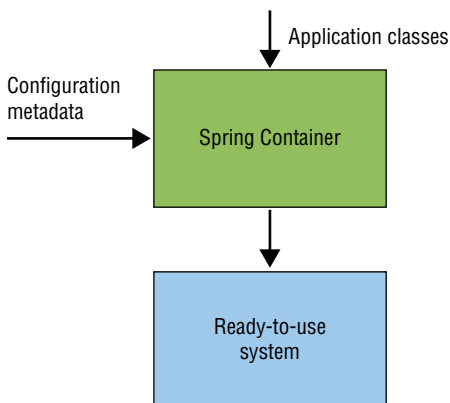 Application classes
Configuration
metadata
Spring Container
Ready-to-use
system